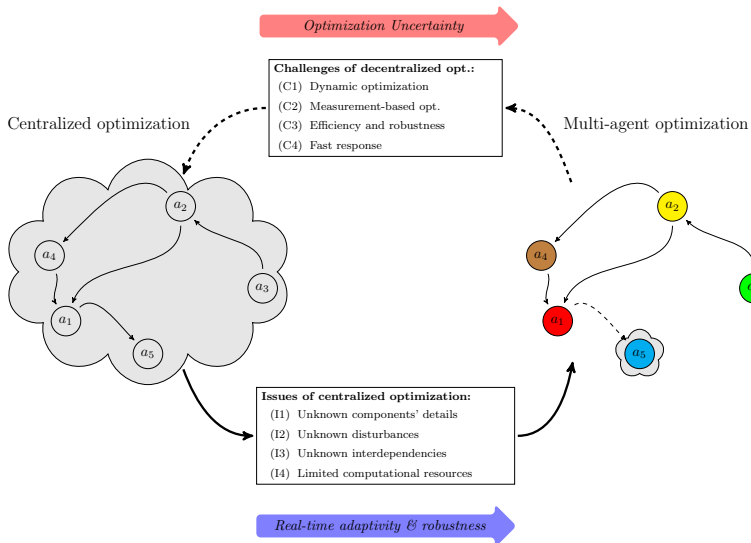 Optimization Uncertainty
Challenges of decentralized opt.:
(C1) Dynamic optimization
(C2) Measurement-based opt.
(C3) Efficiency and robustness
(C4) Fast response
Centralized optimization
Multi-agent optimization
a2
a4
a3
a1
a5
a2
a4
a1
a5
Issues of centralized optimization:
(I1) Unknown components' details
(I2) Unknown disturbances
(I3) Unknown interdependencies
(I4) Limited computational resources
Real-time adaptivity & robustness